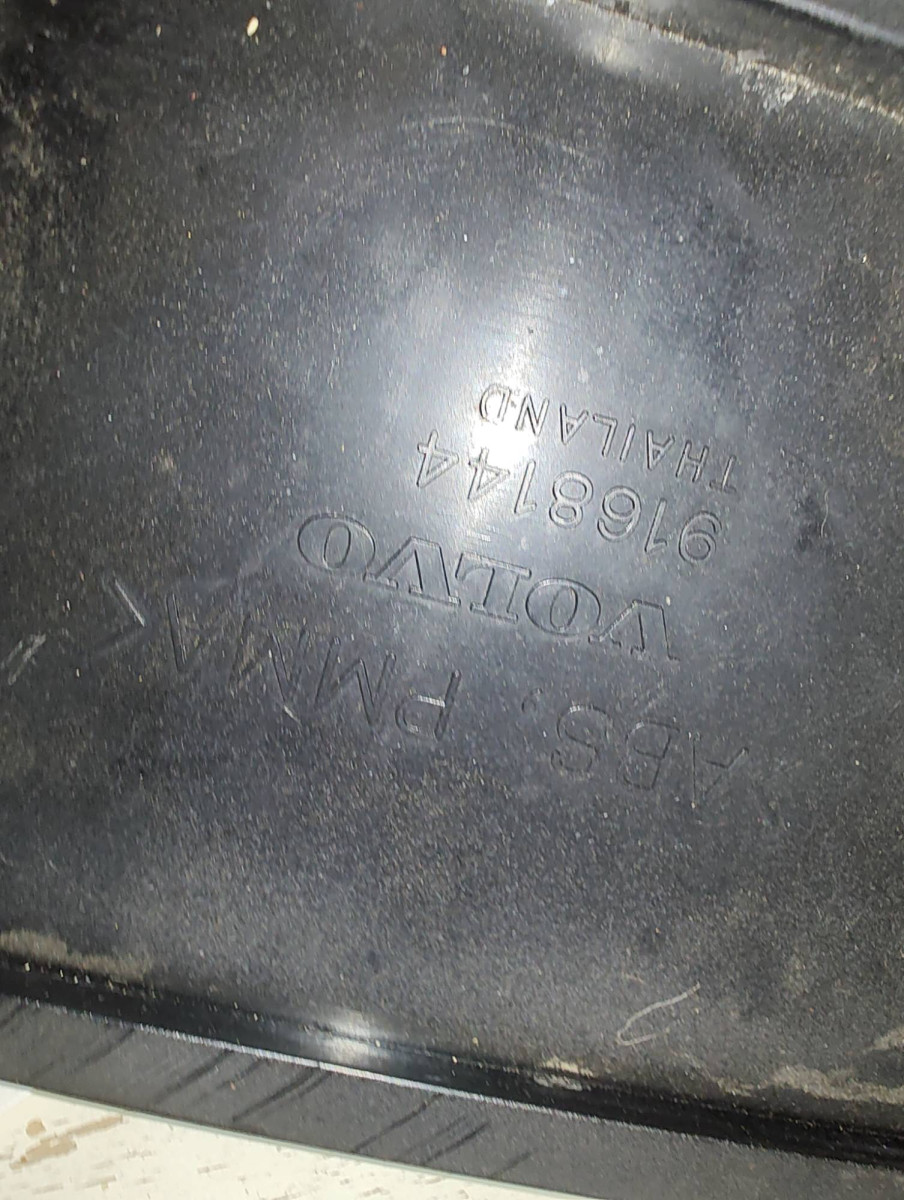 ABS, PMMA<
VOLVO
9168144
THAILAND